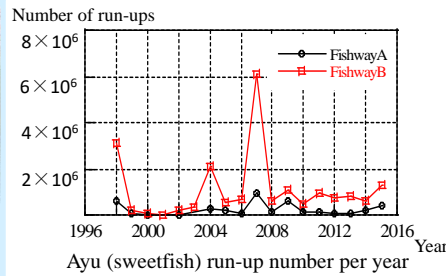 Number of run-ups
8×10⁶
6×10⁶
4×10⁶
2×10⁶
FishwayA
FishwayB
1996 2000 2004 2008 2012 2016
Year
Ayu (sweetfish) run-up number per year